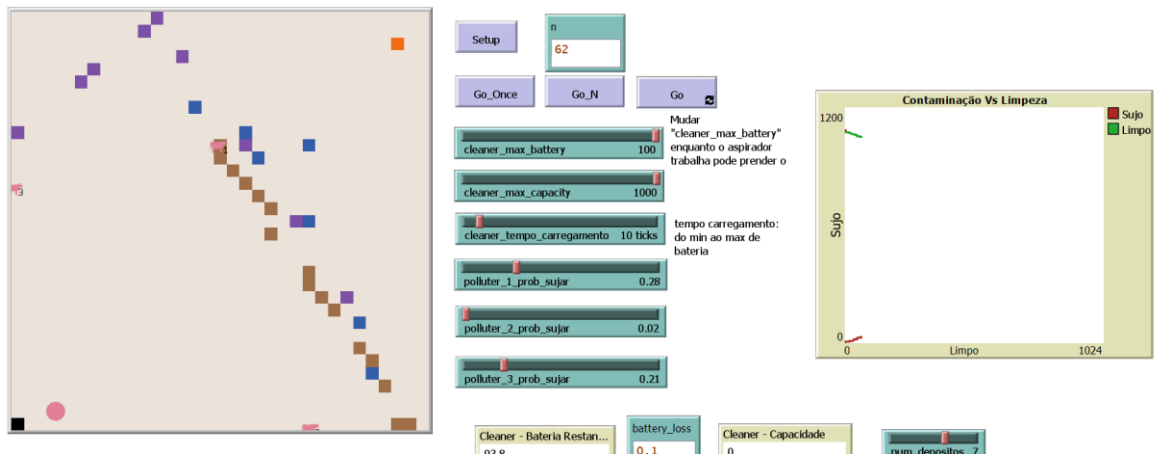 Setup
n
62
Go_Once
Go_N
Go
Mudar
"cleaner_max_battery"
enquanto o aspirador
trabalha pode prender o
cleaner_max_battery 100
cleaner_max_capacity 1000
cleaner_tempo_carregamento 10 ticks
tempo carregamento:
do min ao max de
bateria
polluter_1_prob_sujar 0.28
polluter_2_prob_sujar 0.02
polluter_3_prob_sujar 0.21
Contaminação Vs Limpeza
1200
Sujo
0
0
Limpo
1024
Sujo
Limpo
3
Cleaner - Bateria Restan...
93.8
battery_loss
0.1
Cleaner - Capacidade
0
num_depositos 7